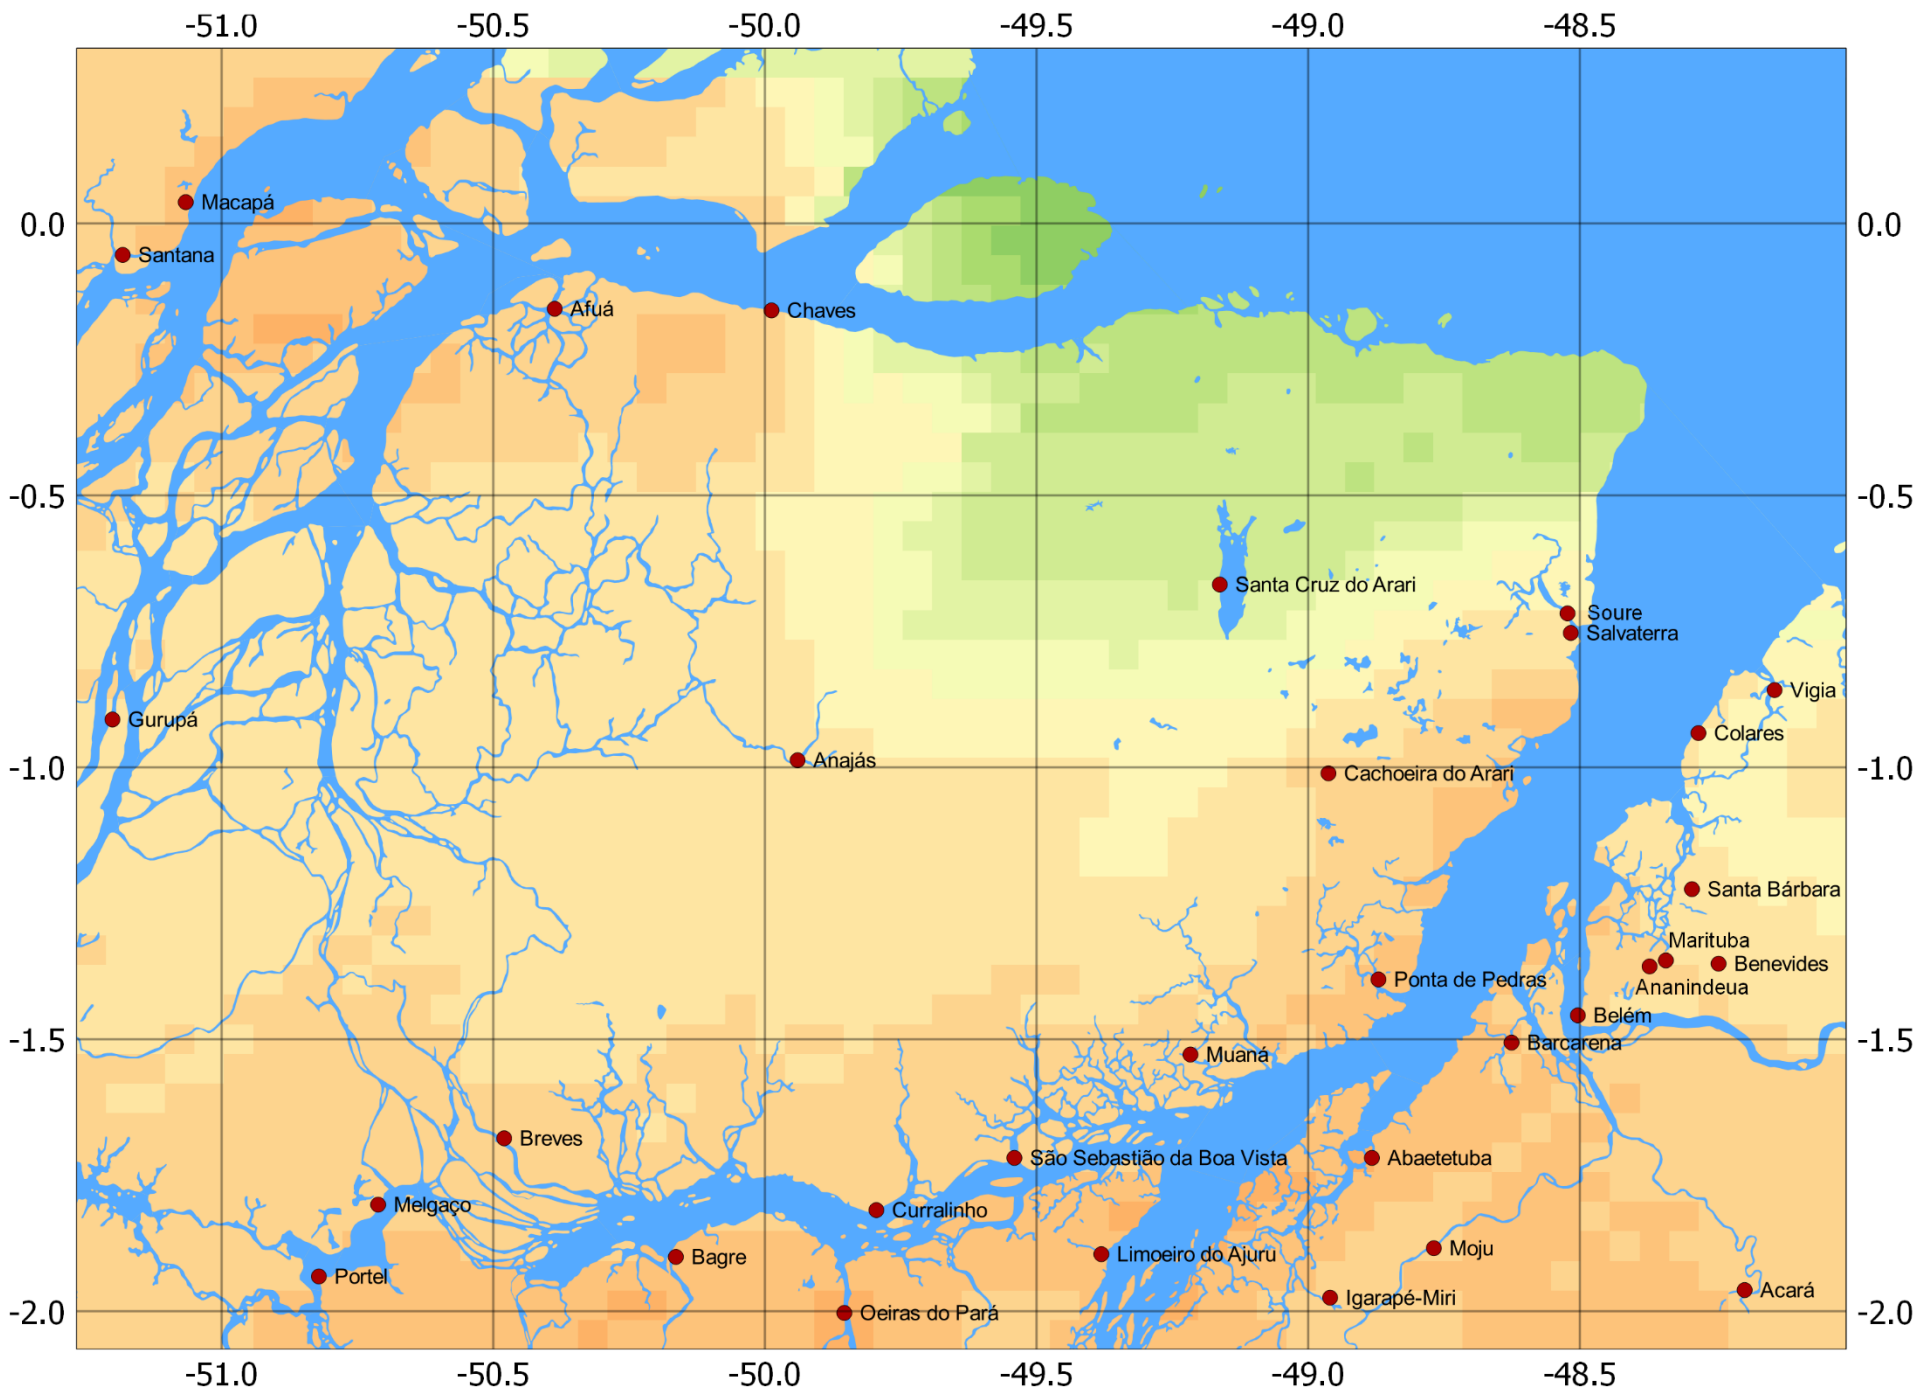 -51.0 -50.5 -50.0 -49.5 -49.0 -48.5
Macapá
0.0 0.0
Santana
Afuá
Chaves
-0.5 -0.5
Santa Cruz do Arari
Soure
Salvaterra
Vigia
Gurupá
Colares
Anajás
-1.0 -1.0
Cachoeira do Arari
Santa Bárbara
Marituba
Benevides
Ponta de Pedras
Ananindeua
Belém
-1.5 -1.5
Barcarena
Muaná
Breves
São Sebastião da Boa Vista
Abaetetuba
Melgaço
Curralinho
Moju
Limoeiro do Ajuru
Bagre
Portel
Acará
Igarapé-Miri
-2.0 -2.0
Oeiras do Pará
-51.0 -50.5 -50.0 -49.5 -49.0 -48.5